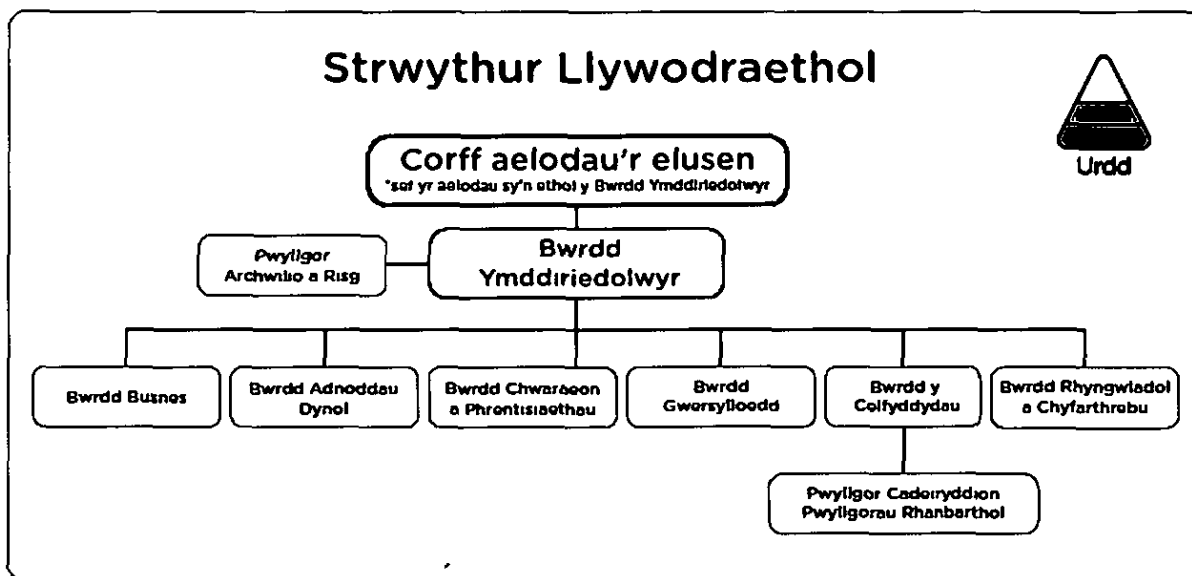 Strwythur Llywodraethol
Urdd
Corff aelodau'r elusen
*sef yr aelodau sy'n ethol y Bwrdd Ymddiriedolwyr
Pwyllgor
Archwilio a Risg
Bwrdd
Ymddiriedolwyr
Bwrdd Busnes
Bwrdd Adnoddau
Dynol
Bwrdd Chwaraeon
a Phrentisiaethau
Bwrdd
Gwersylloedd
Bwrdd y
Celfyddydau
Bwrdd Rhyngwladol
a Chyfarthrebu
Pwyllgor Cadeiryddion
Pwyllgorau Rhanbarthol